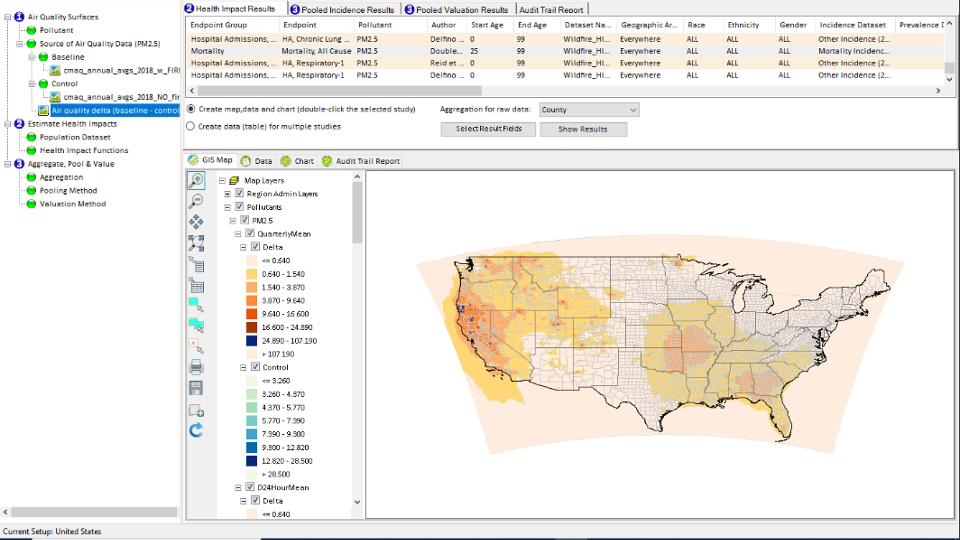 1 Air Quality Surfaces
Pollutant
Source of Air Quality Data (PM2.5)
Baseline
cmaq_annual_avgs_2018_w_FIRE
Control
cmaq_annual_avgs_2018_NO_fir
Air quality delta (baseline - control
2 Estimate Health Impacts
Population Dataset
Health Impact Functions
3 Aggregate, Pool & Value
Aggregation
Pooling Method
Valuation Method
2 Health Impact Results 3 Pooled Incidence Results 3 Pooled Valuation Results Audit Trail Report
Endpoint Group Endpoint Pollutant Author Start Age End Age Dataset Na... Geographic Ar... Race Ethnicity Gender Incidence Dataset Prevalence D
Hospital Admissions, ... HA, Chronic Lung ... PM2.5 Delfino ... 0 99 Wildfire_HI... Everywhere ALL ALL ALL Other Incidence (2...
Mortality Mortality, All Cause PM2.5 Double... 25 99 Wildfire_HI... Everywhere ALL ALL ALL Mortality Incidenc...
Hospital Admissions, ... HA, Respiratory-1 PM2.5 Reid et ... 0 99 Wildfire_HI... Everywhere ALL ALL ALL Other Incidence (2...
Hospital Admissions, ... HA, Respiratory-1 PM2.5 Delfino ... 0 99 Wildfire_HI... Everywhere ALL ALL ALL Other Incidence (2...
Create map,data and chart (double-click the selected study) Aggregation for raw data: County
Create data (table) for multiple studies Select Result Fields Show Results
GIS Map Data Chart Audit Trail Report
Map Layers
Region Admin Layers
Pollutants
PM2.5
QuarterlyMean
Delta
<= 0.640
0.640 - 1.540
1.540 - 3.870
3.870 - 9.640
9.640 - 16.600
16.600 - 24.890
24.890 - 107.190
> 107.190
Control
<= 3.260
3.260 - 4.370
4.370 - 5.770
5.770 - 7.390
7.390 - 9.300
9.300 - 12.820
12.820 - 28.500
> 28.500
D24HourMean
Delta
<= 0.640
Current Setup: United States